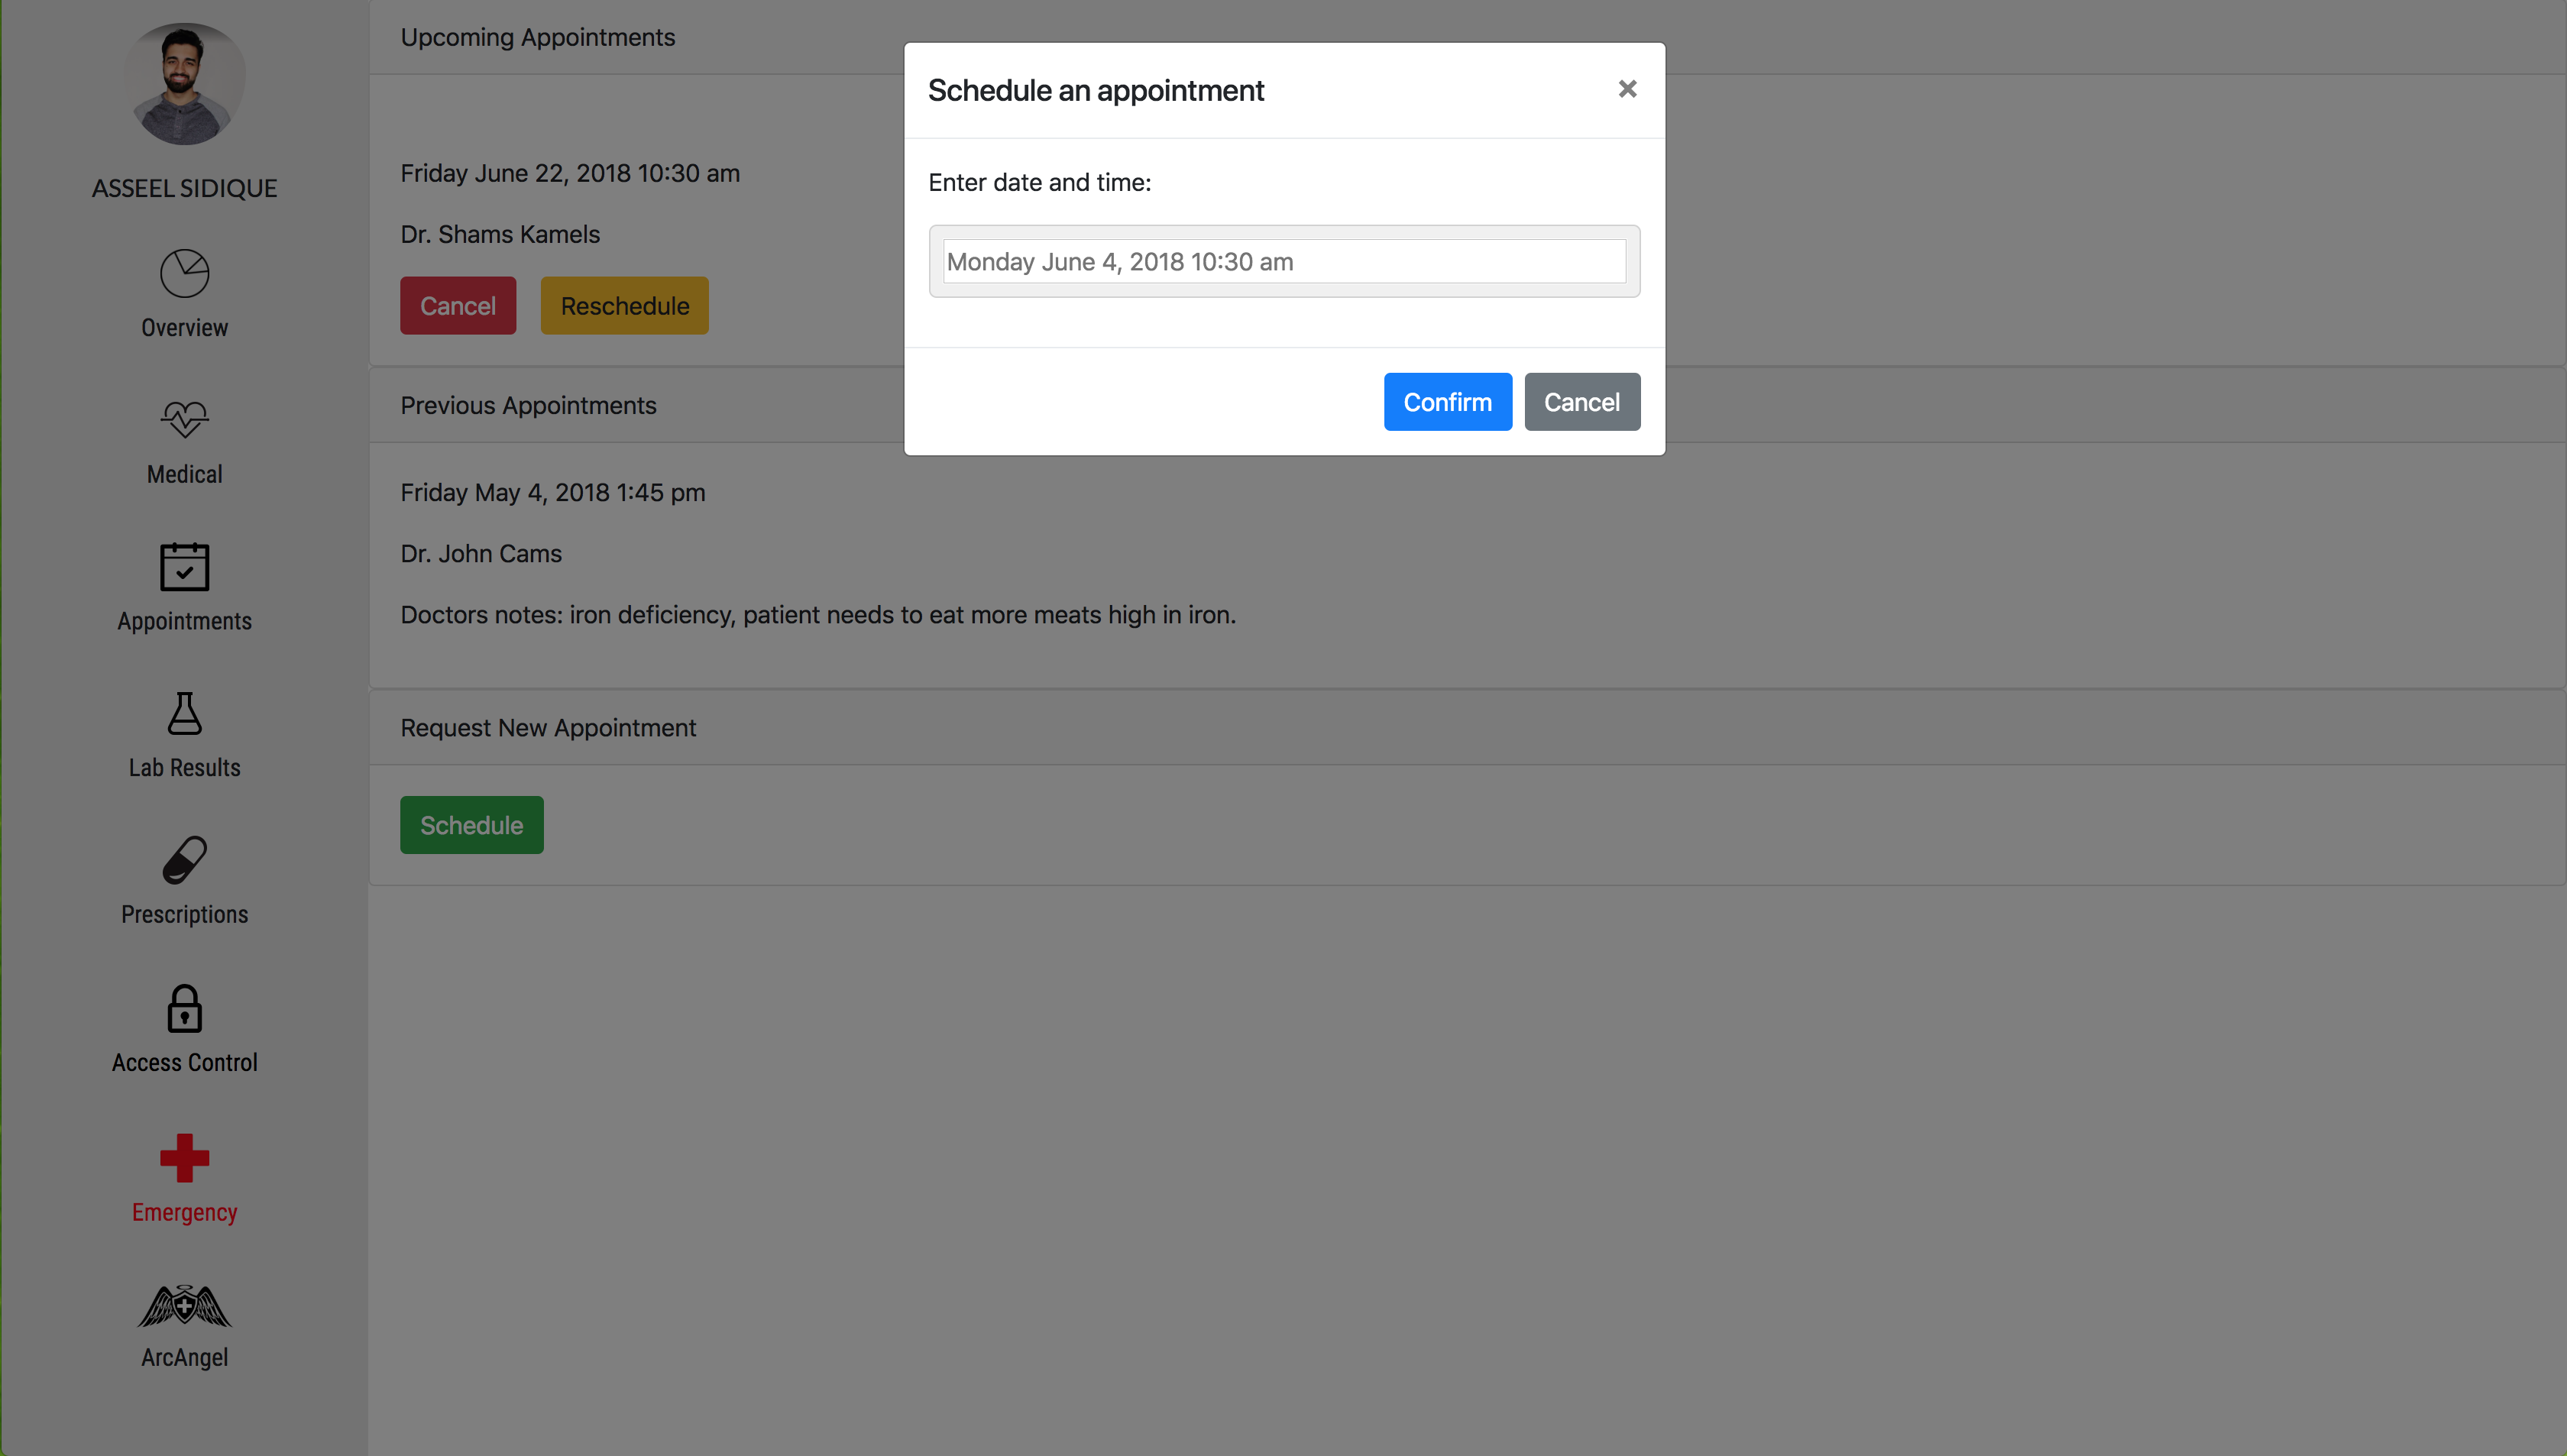 ASSEEL SIDIQUE
Overview
Medical
Appointments
Lab Results
Prescriptions
Access Control
Emergency
ArcAngel
Upcoming Appointments
Friday June 22, 2018 10:30 am
Dr. Shams Kamels
Cancel
Reschedule
Previous Appointments
Friday May 4, 2018 1:45 pm
Dr. John Cams
Doctors notes: iron deficiency, patient needs to eat more meats high in iron.
Request New Appointment
Schedule
Schedule an appointment
×
Enter date and time:
Monday June 4, 2018 10:30 am
Confirm
Cancel